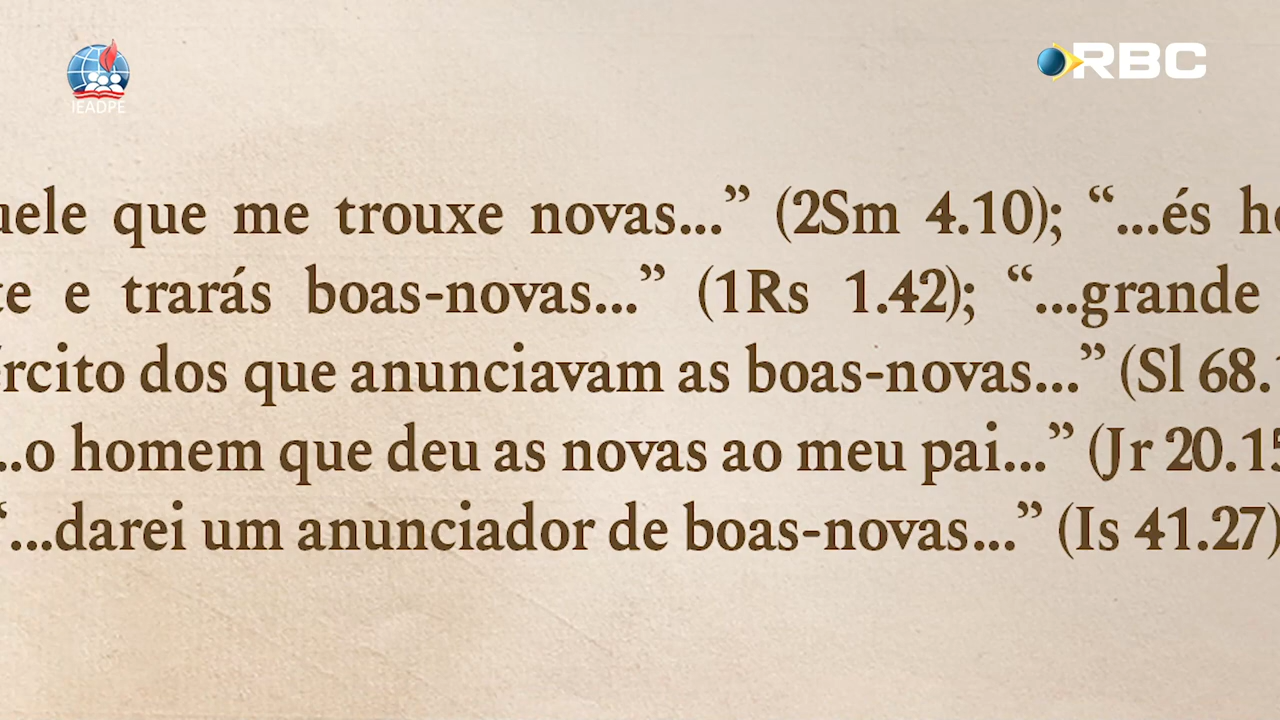 IEADPE
RBC
uele que me trouxe novas...” (2Sm 4.10); “...és h
te e trarás boas-novas...” (1Rs 1.42); “...grande
ército dos que anunciavam as boas-novas...” (Sl 68.
...o homem que deu as novas ao meu pai...” (Jr 20.15
“...darei um anunciador de boas-novas...” (Is 41.27)